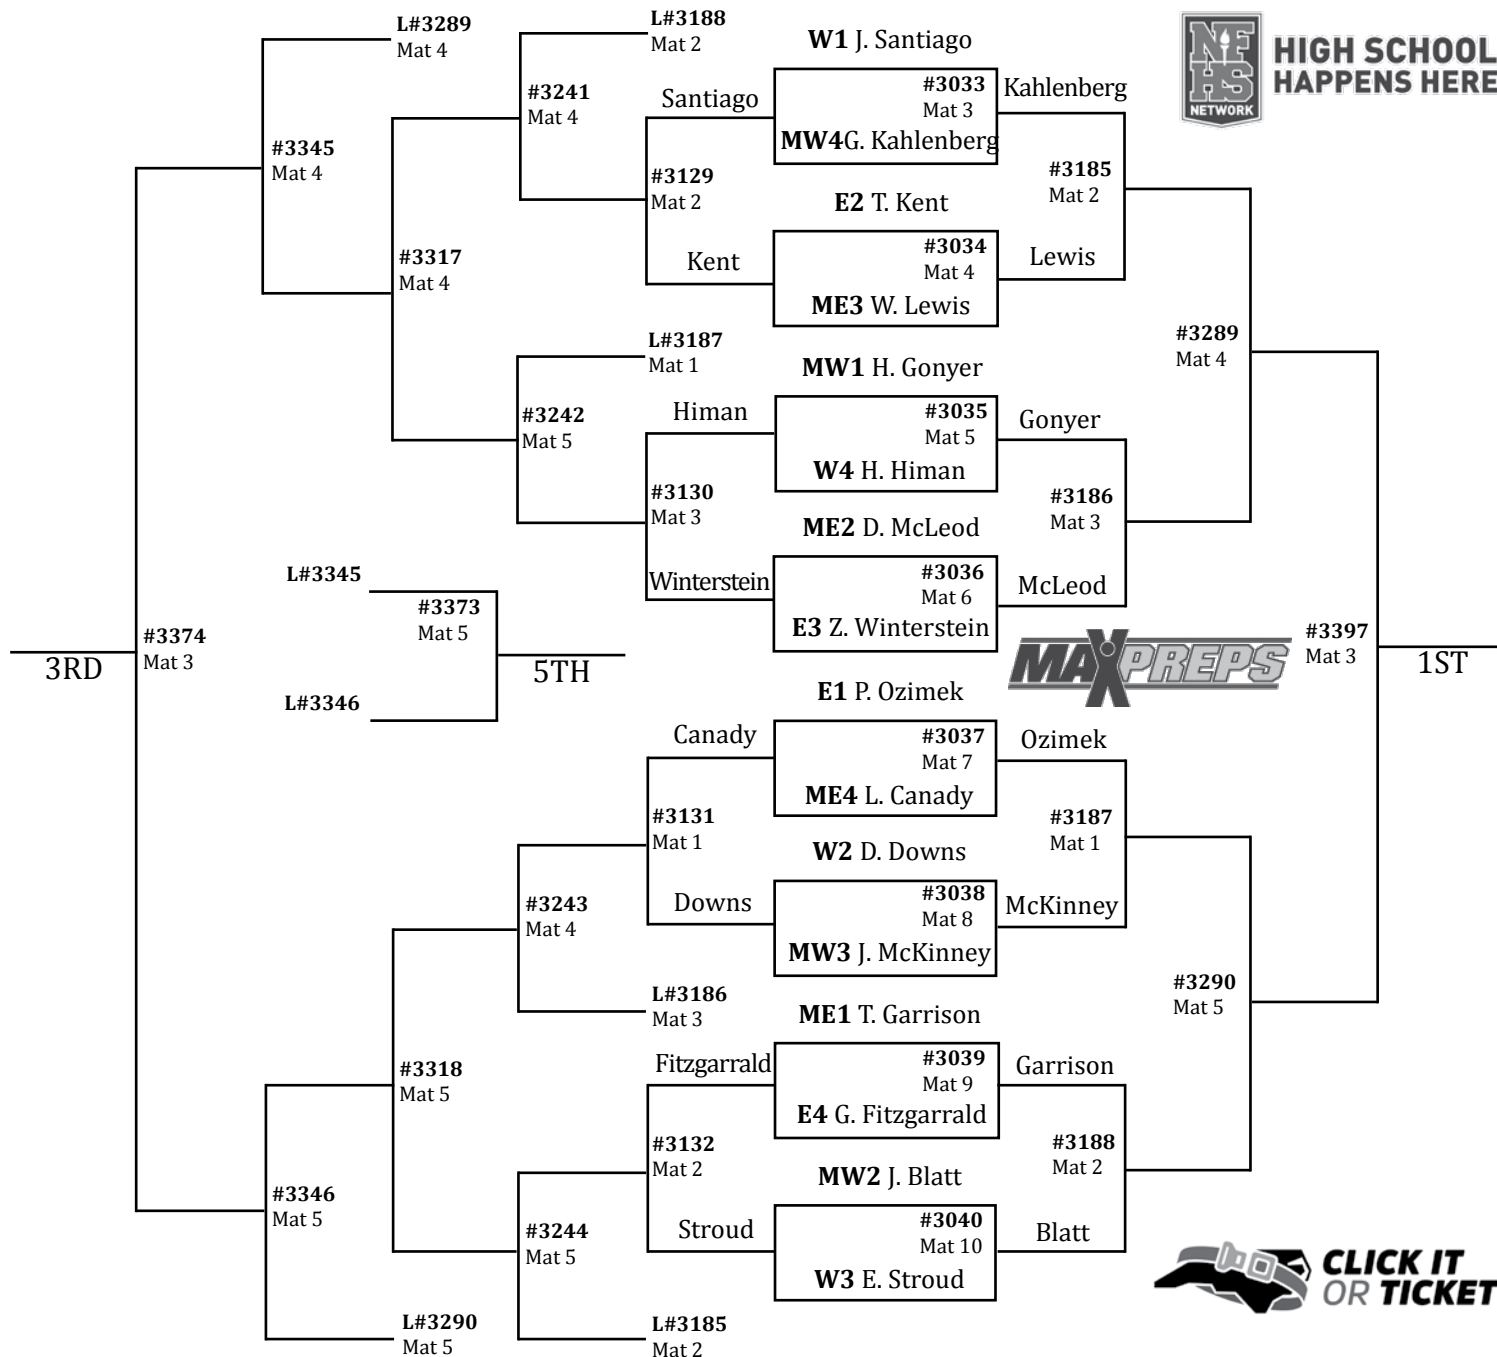 L#3289
Mat 4
L#3188
Mat 2
W1 J. Santiago
NF
HS
NETWORK
HIGH SCHOOL
HAPPENS HERE
#3241
Mat 4
Santiago
#3033
Mat 3
Kahlenberg
MW4G. Kahlenberg
#3345
Mat 4
#3129
Mat 2
#3185
Mat 2
E2 T. Kent
#3317
Mat 4
Kent
#3034
Mat 4
Lewis
ME3 W. Lewis
L#3187
Mat 1
#3289
Mat 4
MW1 H. Gonyer
#3242
Mat 5
Himan
#3035
Mat 5
Gonyer
W4 H. Himan
#3130
Mat 3
#3186
Mat 3
ME2 D. McLeod
L#3345
Winterstein
#3036
Mat 6
McLeod
#3373
Mat 5
E3 Z. Winterstein
#3374
Mat 3
3RD
5TH
MAXPREPS
#3397
Mat 3
1ST
L#3346
E1 P. Ozimek
Canady
#3037
Mat 7
Ozimek
ME4 L. Canady
#3131
Mat 1
#3187
Mat 1
W2 D. Downs
#3243
Mat 4
Downs
#3038
Mat 8
McKinney
MW3 J. McKinney
L#3186
Mat 3
#3290
Mat 5
ME1 T. Garrison
#3318
Mat 5
Fitzgarrald
#3039
Mat 9
Garrison
E4 G. Fitzgarrald
#3132
Mat 2
#3188
Mat 2
MW2 J. Blatt
#3346
Mat 5
#3244
Mat 5
Stroud
#3040
Mat 10
Blatt
W3 E. Stroud
CLICK IT
OR TICKET
L#3290
Mat 5
L#3185
Mat 2